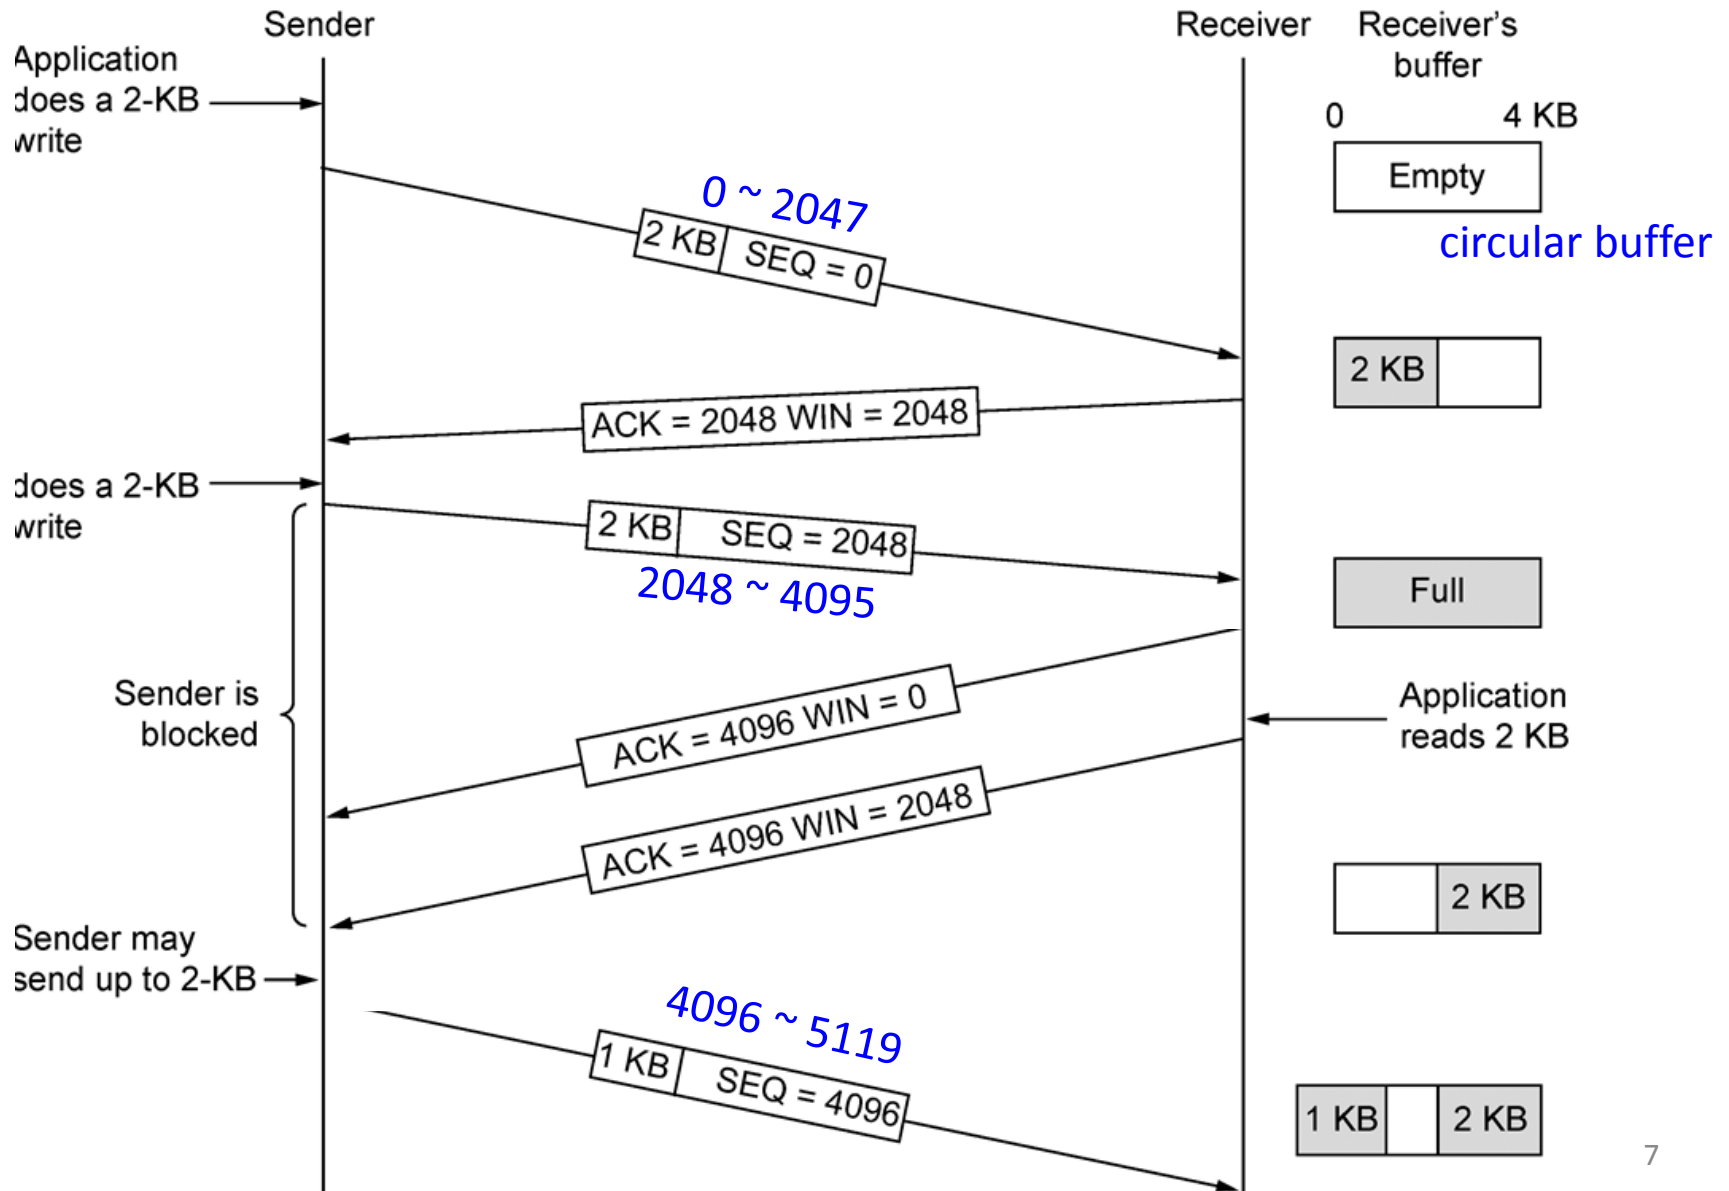 Sender
Receiver
Receiver's
buffer
Application
does a 2-KB
write
0
4 KB
Empty
circular buffer
0 ~ 2047
2 KB
SEQ = 0
2 KB
ACK = 2048 WIN = 2048
does a 2-KB
write
2 KB
SEQ = 2048
2048 ~ 4095
Full
Sender is
blocked
ACK = 4096 WIN = 0
Application
reads 2 KB
ACK = 4096 WIN = 2048
2 KB
Sender may
send up to 2-KB
4096 ~ 5119
1 KB
SEQ = 4096
1 KB
2 KB
7